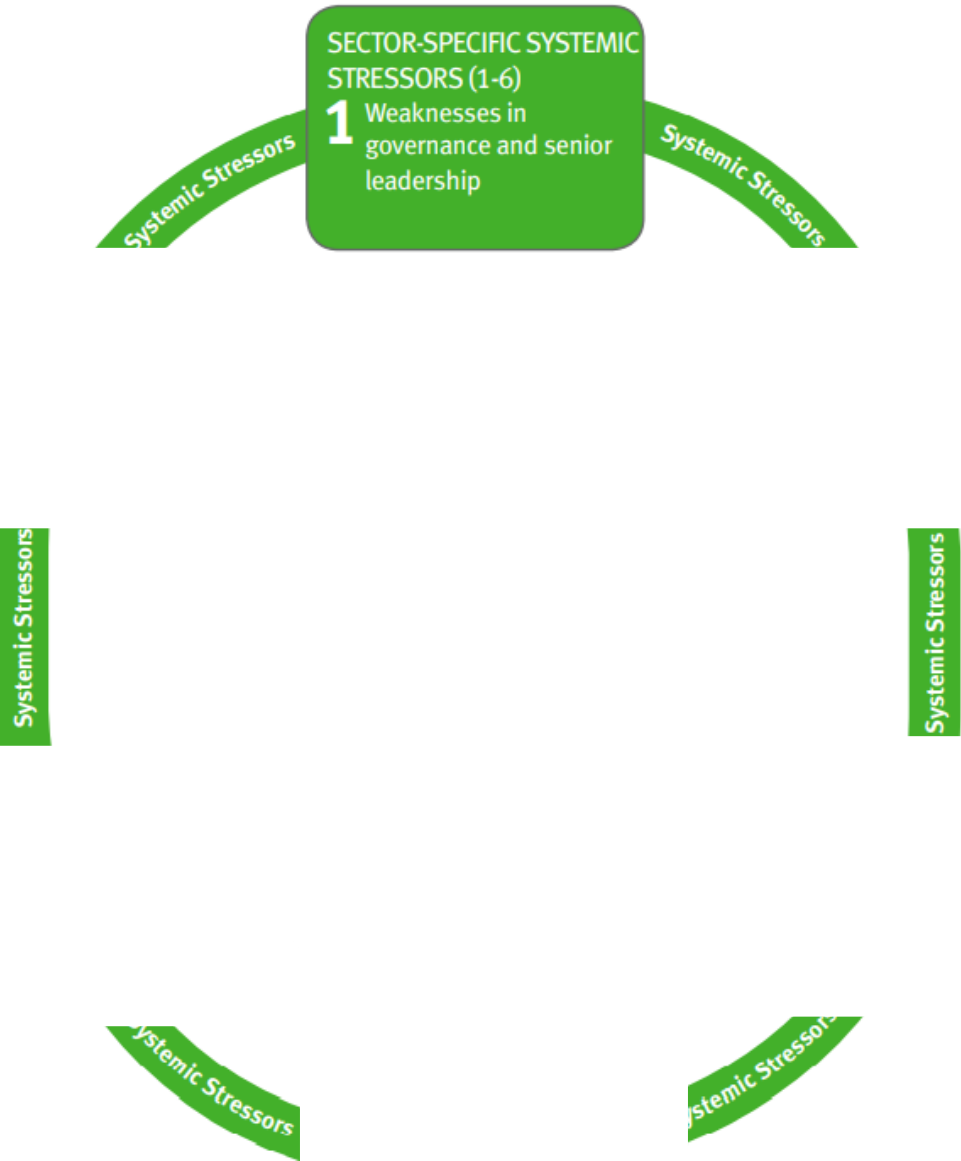 SECTOR-SPECIFIC SYSTEMIC
STRESSORS (1-6)
1 Weaknesses in
governance and senior
leadership
Systemic Stressors
Systemic Stressors
Systemic Stressors
Systemic Stressors
Systemic Stressors
ystemic Stressors